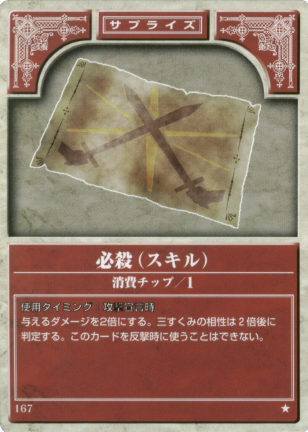 サプライズ
必殺(スキル)
消費チップ/1
使用タイミング 攻撃宣言時
与えるダメージを2倍にする。三すくみの相性は2倍後に
判定する。このカードを反撃時に使うことはできない。
167 ★